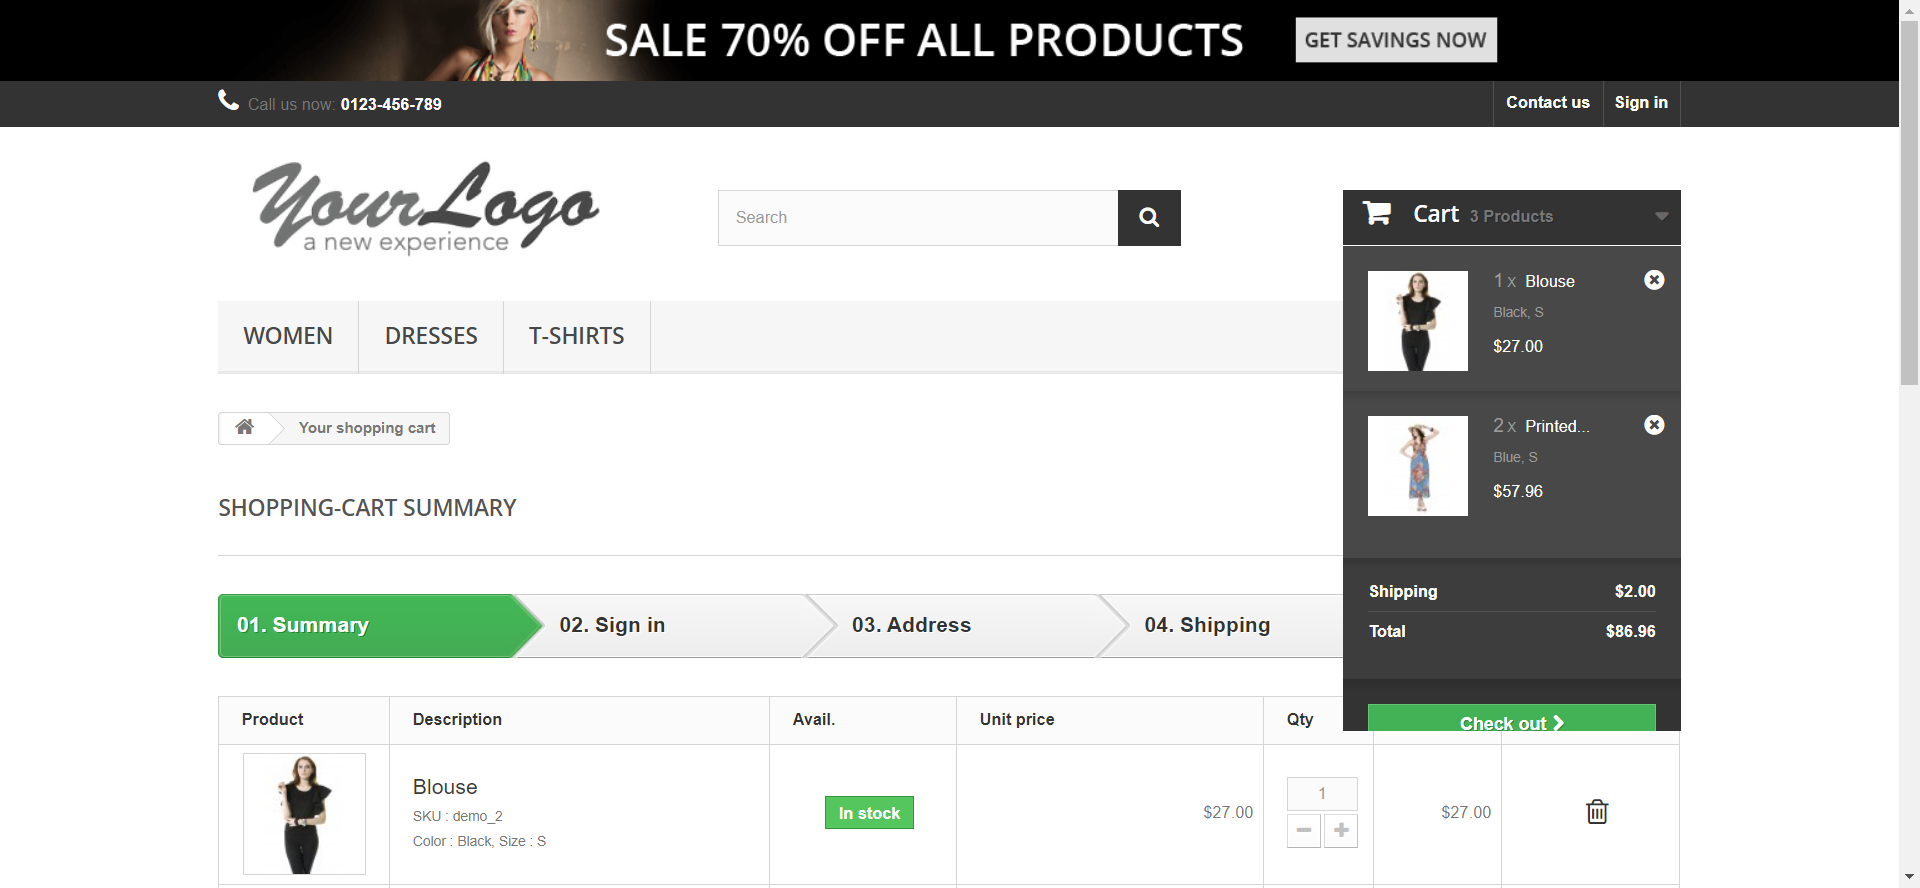 SALE 70% OFF ALL PRODUCTS
GET SAVINGS NOW
Call us now: 0123-456-789
Contact us
Sign in
YourLogo
a new experience
Search
Cart 3 Products
1 x Blouse
Black, S
$27.00
2 x Printed...
Blue, S
$57.96
Shipping $2.00
Total $86.96
Check out
WOMEN
DRESSES
T-SHIRTS
Your shopping cart
SHOPPING-CART SUMMARY
01. Summary
02. Sign in
03. Address
04. Shipping
Product
Description
Avail.
Unit price
Qty
Blouse
SKU : demo_2
Color : Black, Size : S
In stock
$27.00
1
$27.00